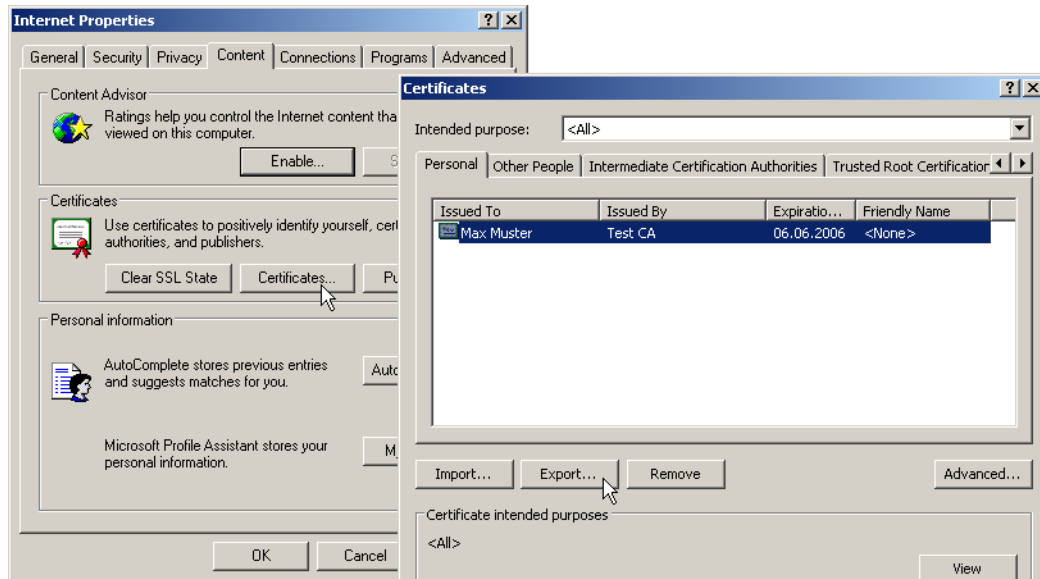 Internet Properties
General Security Privacy Content Connections Programs Advanced
Content Advisor
Ratings help you control the Internet content tha
viewed on this computer.
Enable...
Certificates
Use certificates to positively identify yourself, cert
authorities, and publishers.
Clear SSL State Certificates... Pu
Personal information
AutoComplete stores previous entries
and suggests matches for you.
Auto
Microsoft Profile Assistant stores your
personal information.
M
OK Cancel
Certificates
Intended purpose: <All>
Personal Other People Intermediate Certification Authorities Trusted Root Certification
Issued To Issued By Expiratio... Friendly Name
Max Muster Test CA 06.06.2006 <None>
Import... Export... Remove Advanced...
Certificate intended purposes
<All>
View